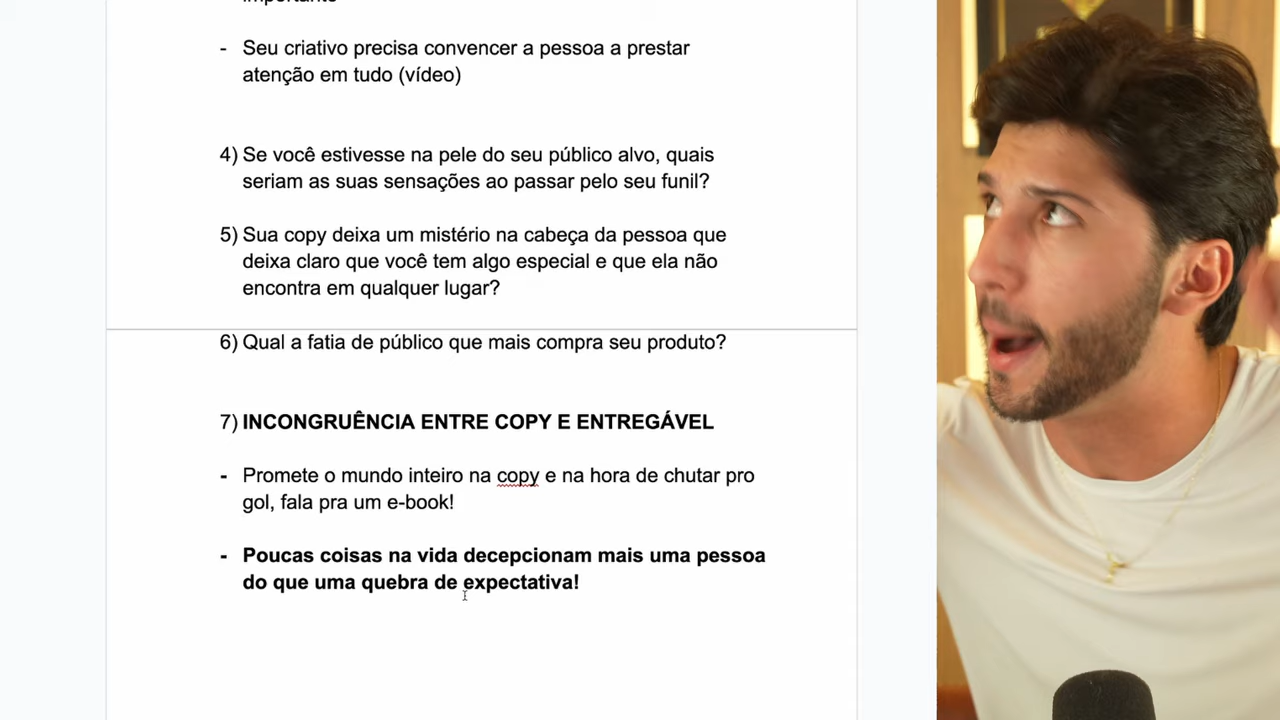 - Seu criativo precisa convencer a pessoa a prestar
atenção em tudo (vídeo)
4) Se você estivesse na pele do seu público alvo, quais
seriam as suas sensações ao passar pelo seu funil?
5) Sua copy deixa um mistério na cabeça da pessoa que
deixa claro que você tem algo especial e que ela não
encontra em qualquer lugar?
6) Qual a fatia de público que mais compra seu produto?
7) INCONGRUÊNCIA ENTRE COPY E ENTREGÁVEL
- Promete o mundo inteiro na copy e na hora de chutar pro
gol, fala pra um e-book!
- Poucas coisas na vida decepcionam mais uma pessoa
do que uma quebra de expectativa!